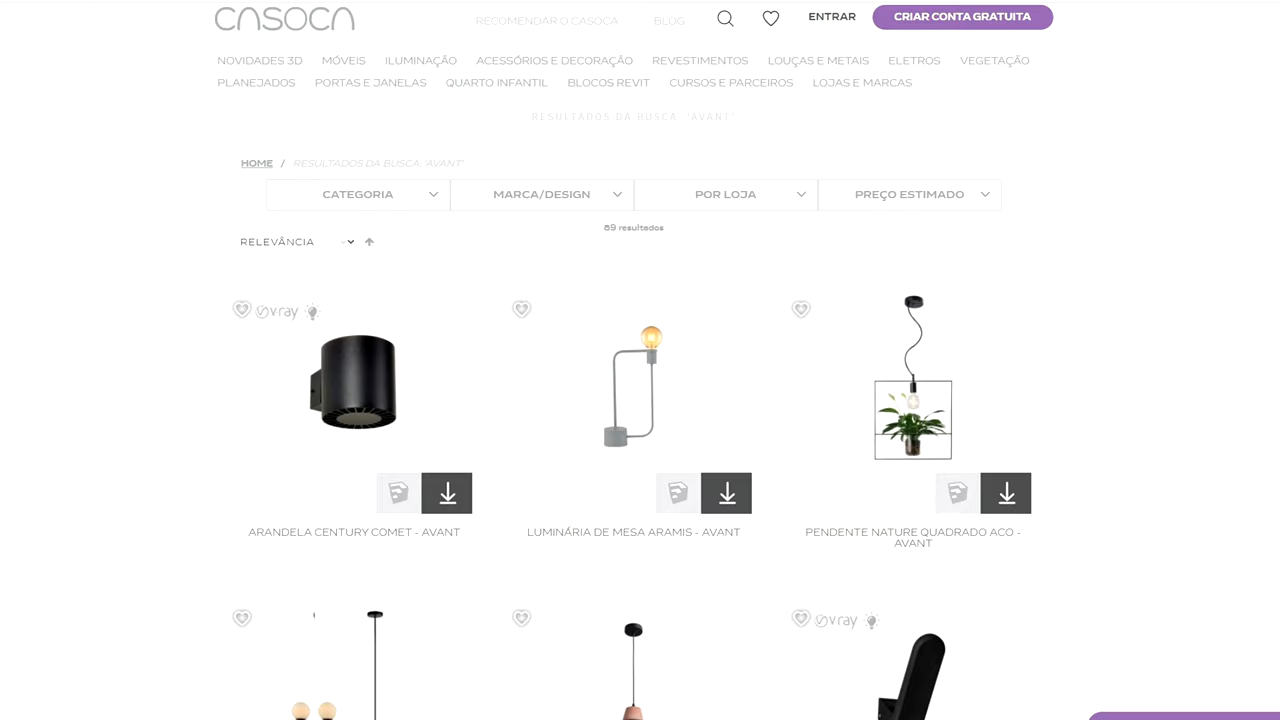 CASOCA
RECOMENDAR O CASOCA BLOG ENTRAR CRIAR CONTA GRATUITA
NOVIDADES 3D MÓVEIS ILUMINAÇÃO ACESSÓRIOS E DECORAÇÃO REVESTIMENTOS LOUÇAS E METAIS ELETROS VEGETAÇÃO
PLANEJADOS PORTAS E JANELAS QUARTO INFANTIL BLOCOS REVIT CURSOS E PARCEIROS LOJAS E MARCAS
RESULTADOS DA BUSCA: 'AVANT'
HOME / RESULTADOS DA BUSCA: 'AVANT'
CATEGORIA MARCA/DESIGN POR LOJA PREÇO ESTIMADO
89 resultados
RELEVÂNCIA
v-ray
ARANDELA CENTURY COMET - AVANT
LUMINÁRIA DE MESA ARAMIS - AVANT
PENDENTE NATURE QUADRADO ACO -
AVANT
v-ray